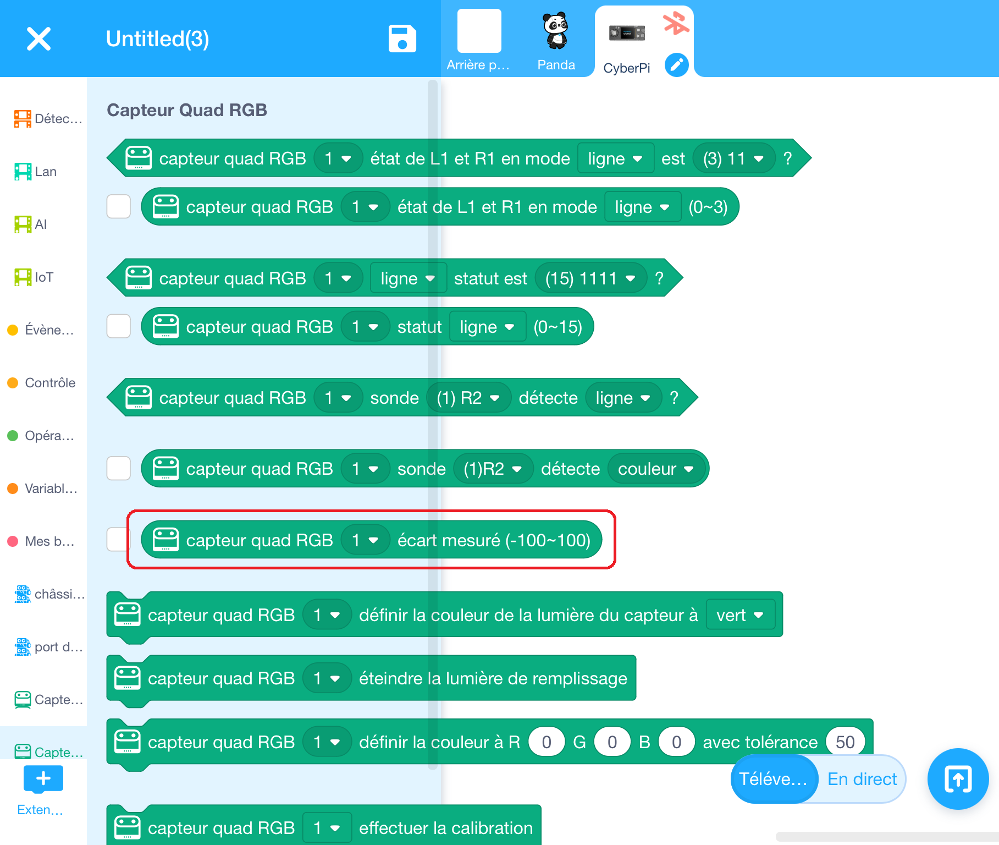 Untitled(3)
Arrière p...
Panda
CyberPi
Détec...
Lan
AI
IoT
Évène...
Contrôle
Opéra...
Variabl...
Mes b...
châssi...
port d...
Capte...
Capte...
Exten...
Capteur Quad RGB
capteur quad RGB 1 état de L1 et R1 en mode ligne est (3) 11 ?
capteur quad RGB 1 état de L1 et R1 en mode ligne (0~3)
capteur quad RGB 1 ligne statut est (15) 1111 ?
capteur quad RGB 1 statut ligne (0~15)
capteur quad RGB 1 sonde (1) R2 détecte ligne ?
capteur quad RGB 1 sonde (1)R2 détecte couleur
capteur quad RGB 1 écart mesuré (-100~100)
capteur quad RGB 1 définir la couleur de la lumière du capteur à vert
capteur quad RGB 1 éteindre la lumière de remplissage
capteur quad RGB 1 définir la couleur à R 0 G 0 B 0 avec tolérance 50
capteur quad RGB 1 effectuer la calibration
Téléve...
En direct